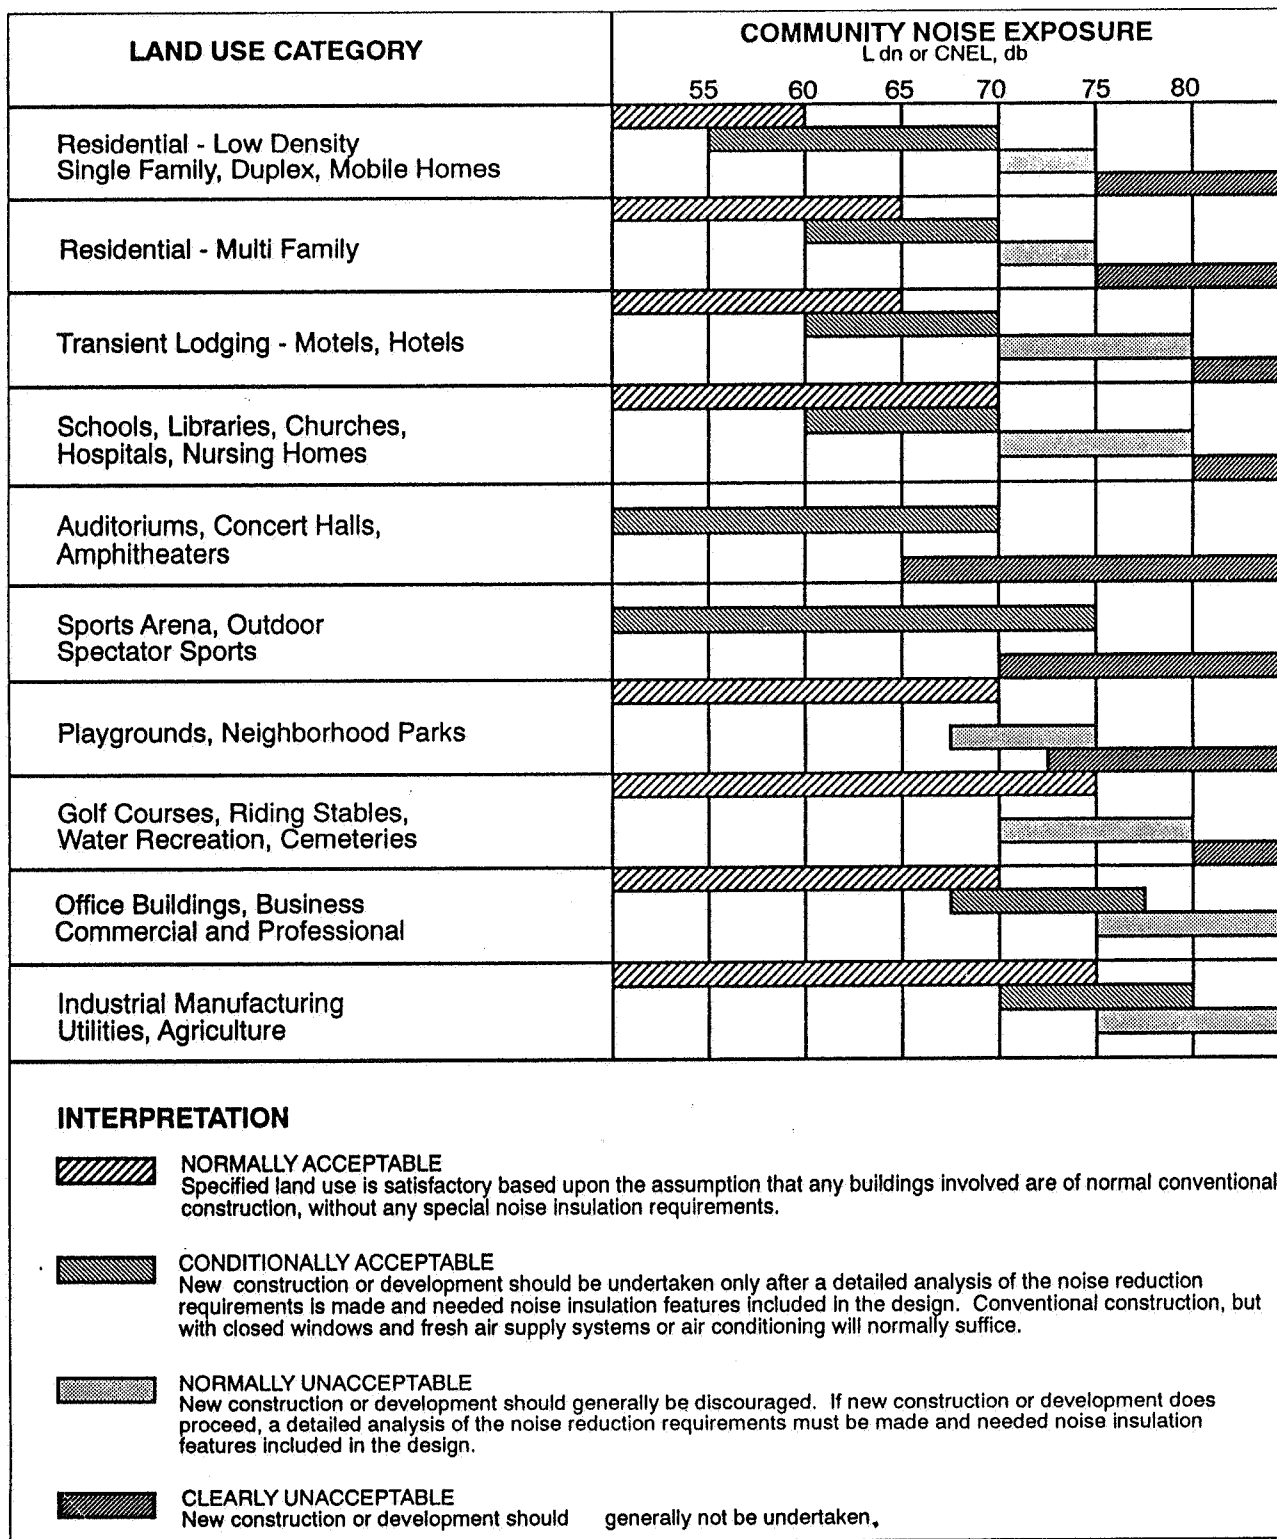 LAND USE CATEGORY
COMMUNITY NOISE EXPOSURE
L dn or CNEL, db
55 60 65 70 75 80
Residential - Low Density
Single Family, Duplex, Mobile Homes
Residential - Multi Family
Transient Lodging - Motels, Hotels
Schools, Libraries, Churches,
Hospitals, Nursing Homes
Auditoriums, Concert Halls,
Amphitheaters
Sports Arena, Outdoor
Spectator Sports
Playgrounds, Neighborhood Parks
Golf Courses, Riding Stables,
Water Recreation, Cemeteries
Office Buildings, Business
Commercial and Professional
Industrial Manufacturing
Utilities, Agriculture
INTERPRETATION
NORMALLY ACCEPTABLE
Specified land use is satisfactory based upon the assumption that any buildings involved are of normal conventional
construction, without any special noise insulation requirements.
CONDITIONALLY ACCEPTABLE
New construction or development should be undertaken only after a detailed analysis of the noise reduction
requirements is made and needed noise insulation features included in the design. Conventional construction, but
with closed windows and fresh air supply systems or air conditioning will normally suffice.
NORMALLY UNACCEPTABLE
New construction or development should generally be discouraged. If new construction or development does
proceed, a detailed analysis of the noise reduction requirements must be made and needed noise insulation
features included in the design.
CLEARLY UNACCEPTABLE
New construction or development should generally not be undertaken.